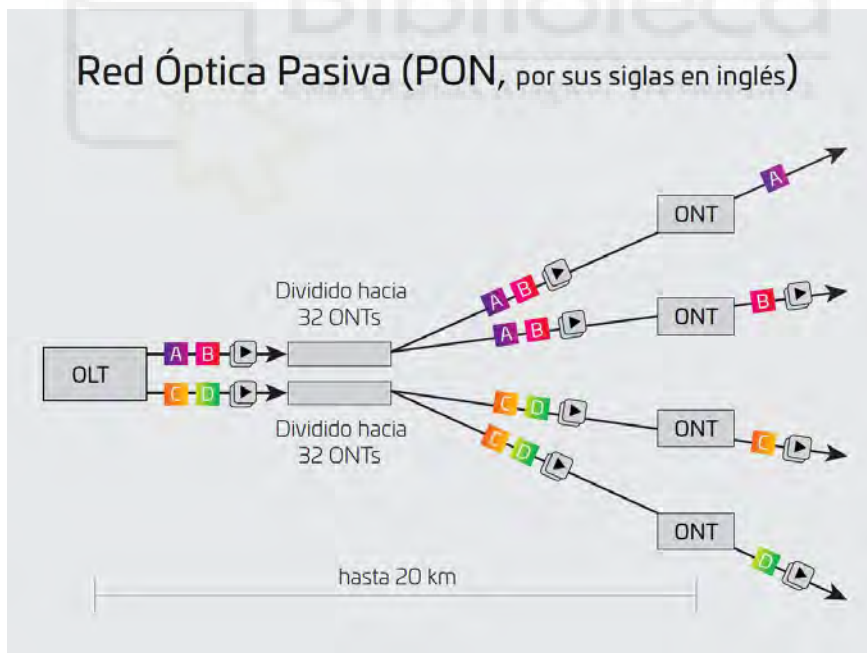 Biblioteca
Red Óptica Pasiva (PON, por sus siglas en inglés)
A
ONT
A B
Dividido hacia
32 ONTs
B
ONT
A B
A B
OLT
C D
C D
ONT
C
Dividido hacia
32 ONTs
C D
ONT
D
hasta 20 km